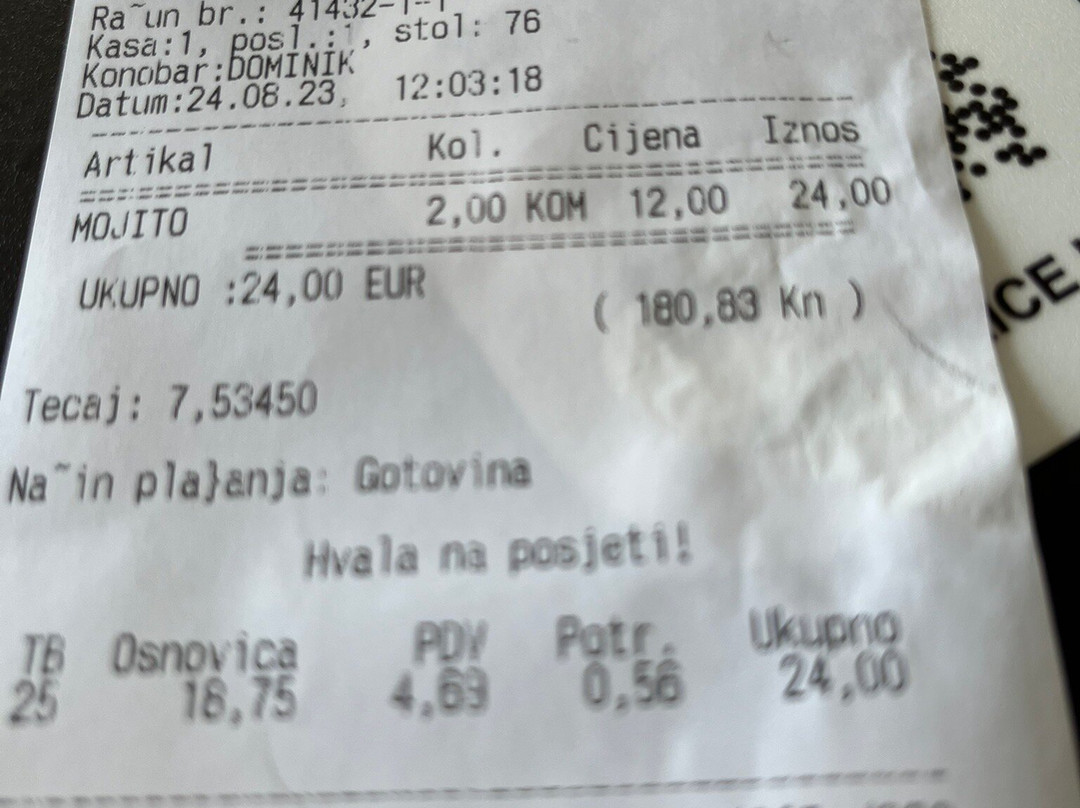 Ra~un br.: 41432-1-1
Kasa:1, posl.:1, stol: 76
Konobar:DOMINIK
Datum:24.08.23, 12:03:18
Artikal Kol. Cijena Iznos
MOJITO 2,00 KOM 12,00 24,00
UKUPNO :24,00 EUR ( 180,83 Kn )
Tecaj: 7,53450
Na~in pla}anja: Gotovina
Hvala na posjeti!
TB Osnovica PDV Potr. Ukupno
25 18,75 4,69 0,56 24,00